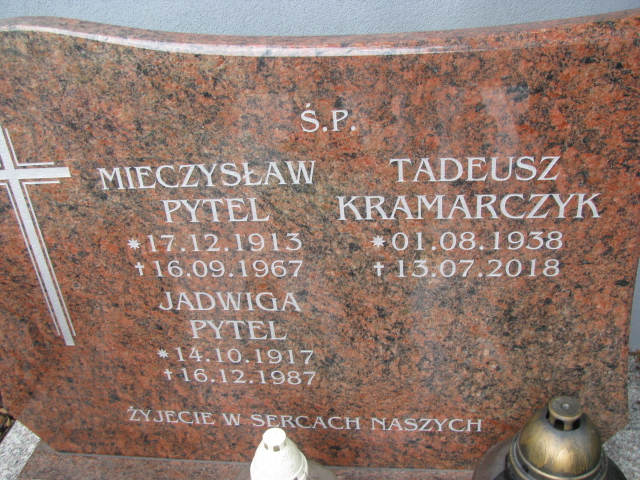 Ś.P.
MIECZYSŁAW
PYTEL
* 17.12.1913
† 16.09.1967
JADWIGA
PYTEL
* 14.10.1917
† 16.12.1987
TADEUSZ
KRAMARCZYK
* 01.08.1938
† 13.07.2018
ŻYJECIE W SERCACH NASZYCH